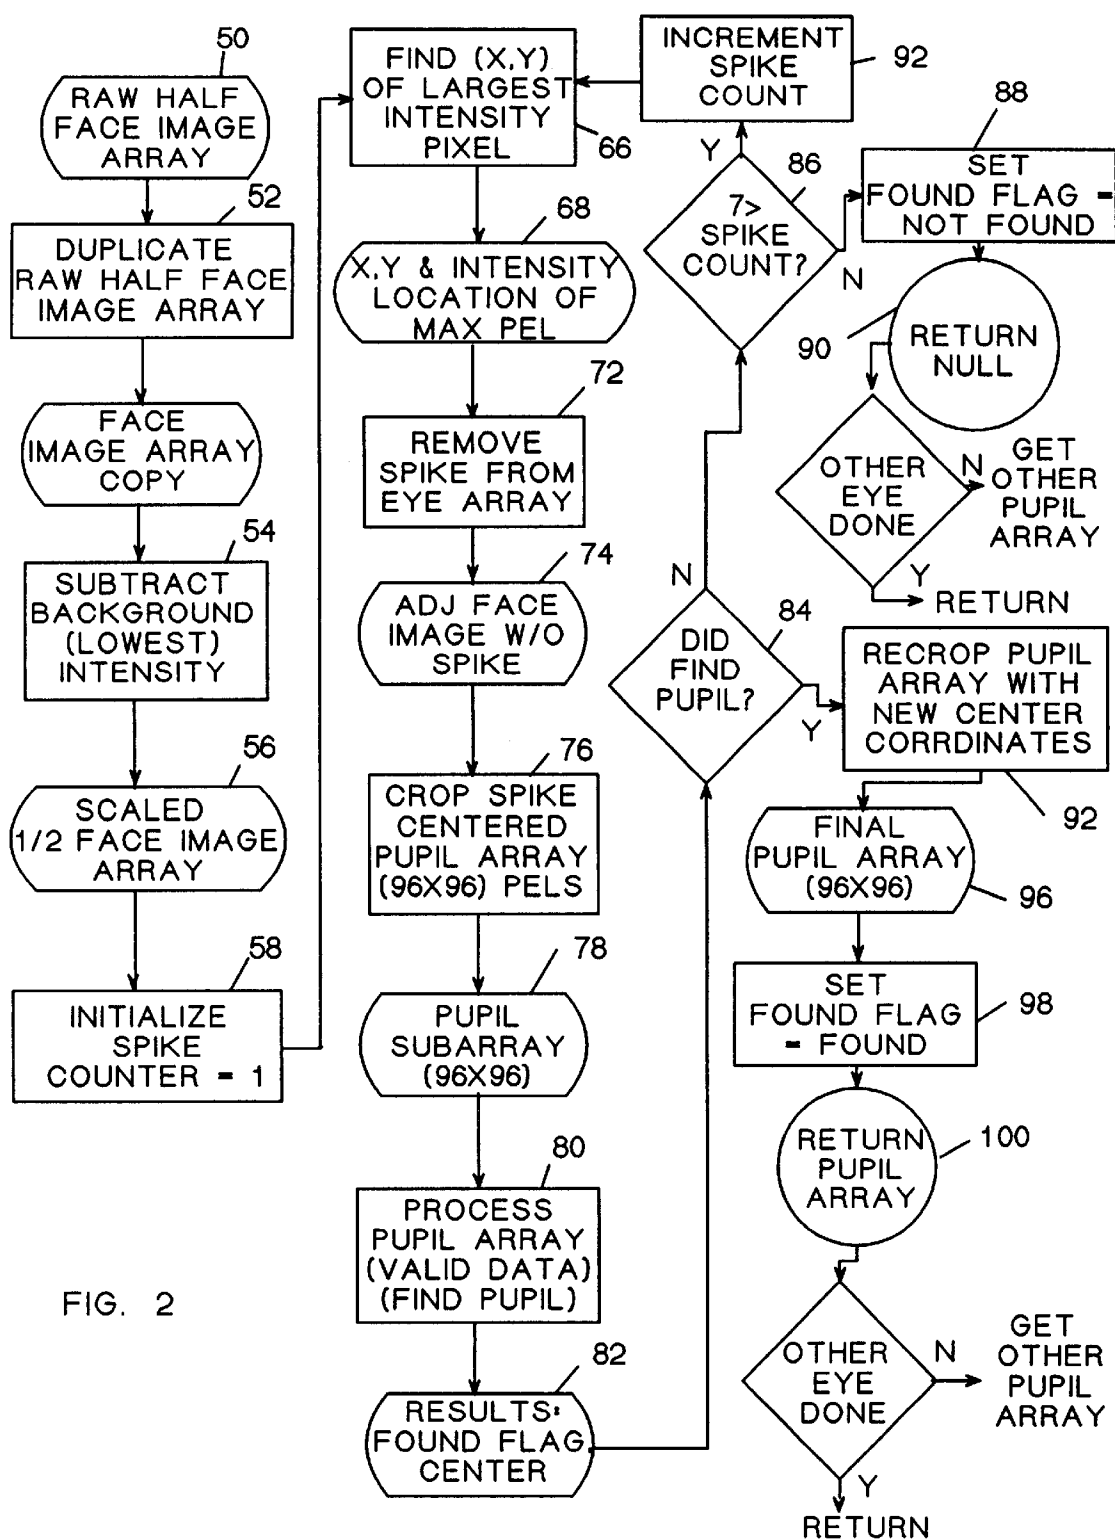 50
RAW HALF
FACE IMAGE
ARRAY
52
DUPLICATE
RAW HALF FACE
IMAGE ARRAY
FACE
IMAGE ARRAY
COPY
54
SUBTRACT
BACKGROUND
(LOWEST)
INTENSITY
56
SCALED
1/2 FACE IMAGE
ARRAY
58
INITIALIZE
SPIKE
COUNTER = 1
FIG. 2
FIND (X,Y)
OF LARGEST
INTENSITY
PIXEL
66
68
X,Y & INTENSITY
LOCATION OF
MAX PEL
72
REMOVE
SPIKE FROM
EYE ARRAY
74
ADJ FACE
IMAGE W/O
SPIKE
76
CROP SPIKE
CENTERED
PUPIL ARRAY
(96X96) PELS
78
PUPIL
SUBARRAY
(96X96)
80
PROCESS
PUPIL ARRAY
(VALID DATA)
(FIND PUPIL)
82
RESULTS:
FOUND FLAG
CENTER
INCREMENT
SPIKE
COUNT
92
Y
86
7>
SPIKE
COUNT?
N
88
SET
FOUND FLAG =
NOT FOUND
90
RETURN
NULL
OTHER
EYE
DONE
N
GET
OTHER
PUPIL
ARRAY
Y
RETURN
N
84
DID
FIND
PUPIL?
Y
RECROP PUPIL
ARRAY WITH
NEW CENTER
CORRDINATES
92
FINAL
PUPIL ARRAY
(96X96)
96
SET
FOUND FLAG
= FOUND
98
RETURN
PUPIL
ARRAY
100
OTHER
EYE
DONE
N
GET
OTHER
PUPIL
ARRAY
Y
RETURN